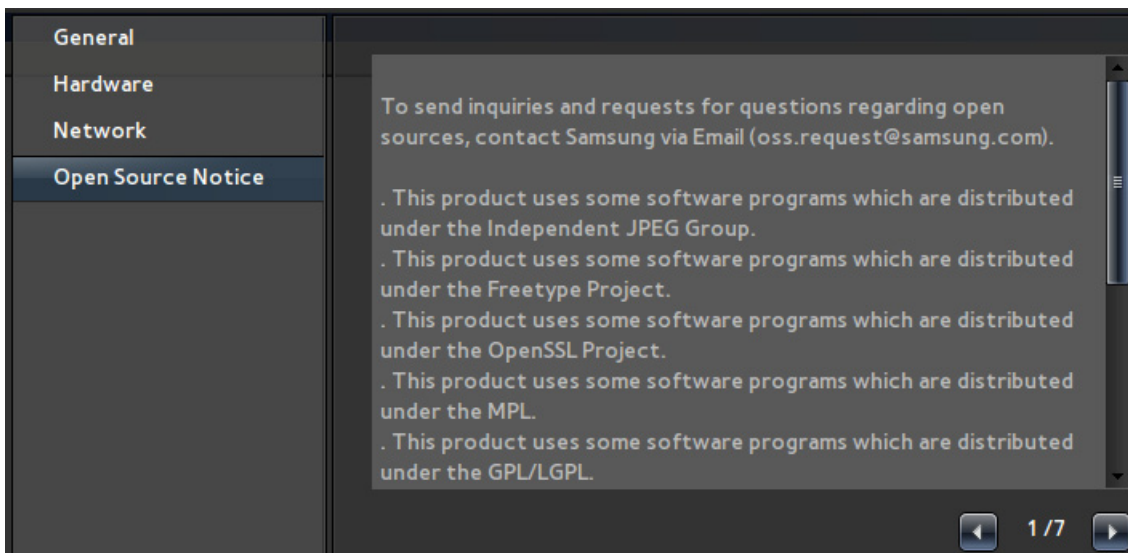 General
Hardware
Network
Open Source Notice
To send inquiries and requests for questions regarding open
sources, contact Samsung via Email (oss.request@samsung.com).
. This product uses some software programs which are distributed
under the Independent JPEG Group.
. This product uses some software programs which are distributed
under the Freetype Project.
. This product uses some software programs which are distributed
under the OpenSSL Project.
. This product uses some software programs which are distributed
under the MPL.
. This product uses some software programs which are distributed
under the GPL/LGPL.
1 /7